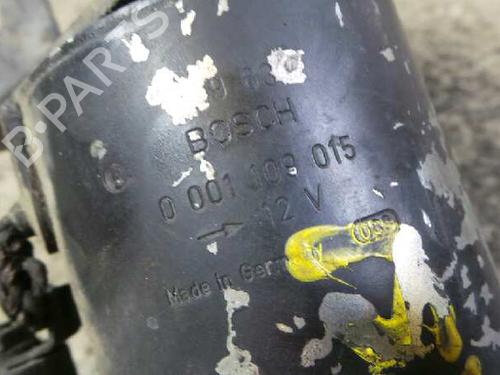 BOSCH
0 001 109 015
12 V
Made in Germ
B-PARTS